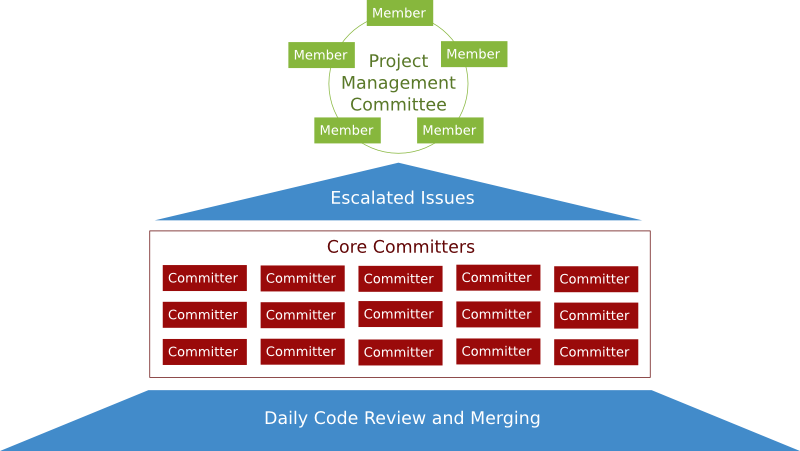 Member
Member
Member
Project
Management
Committee
Member
Member
Escalated Issues
Core Committers
Committer Committer Committer Committer Committer
Committer Committer Committer Committer Committer
Committer Committer Committer Committer Committer
Daily Code Review and Merging